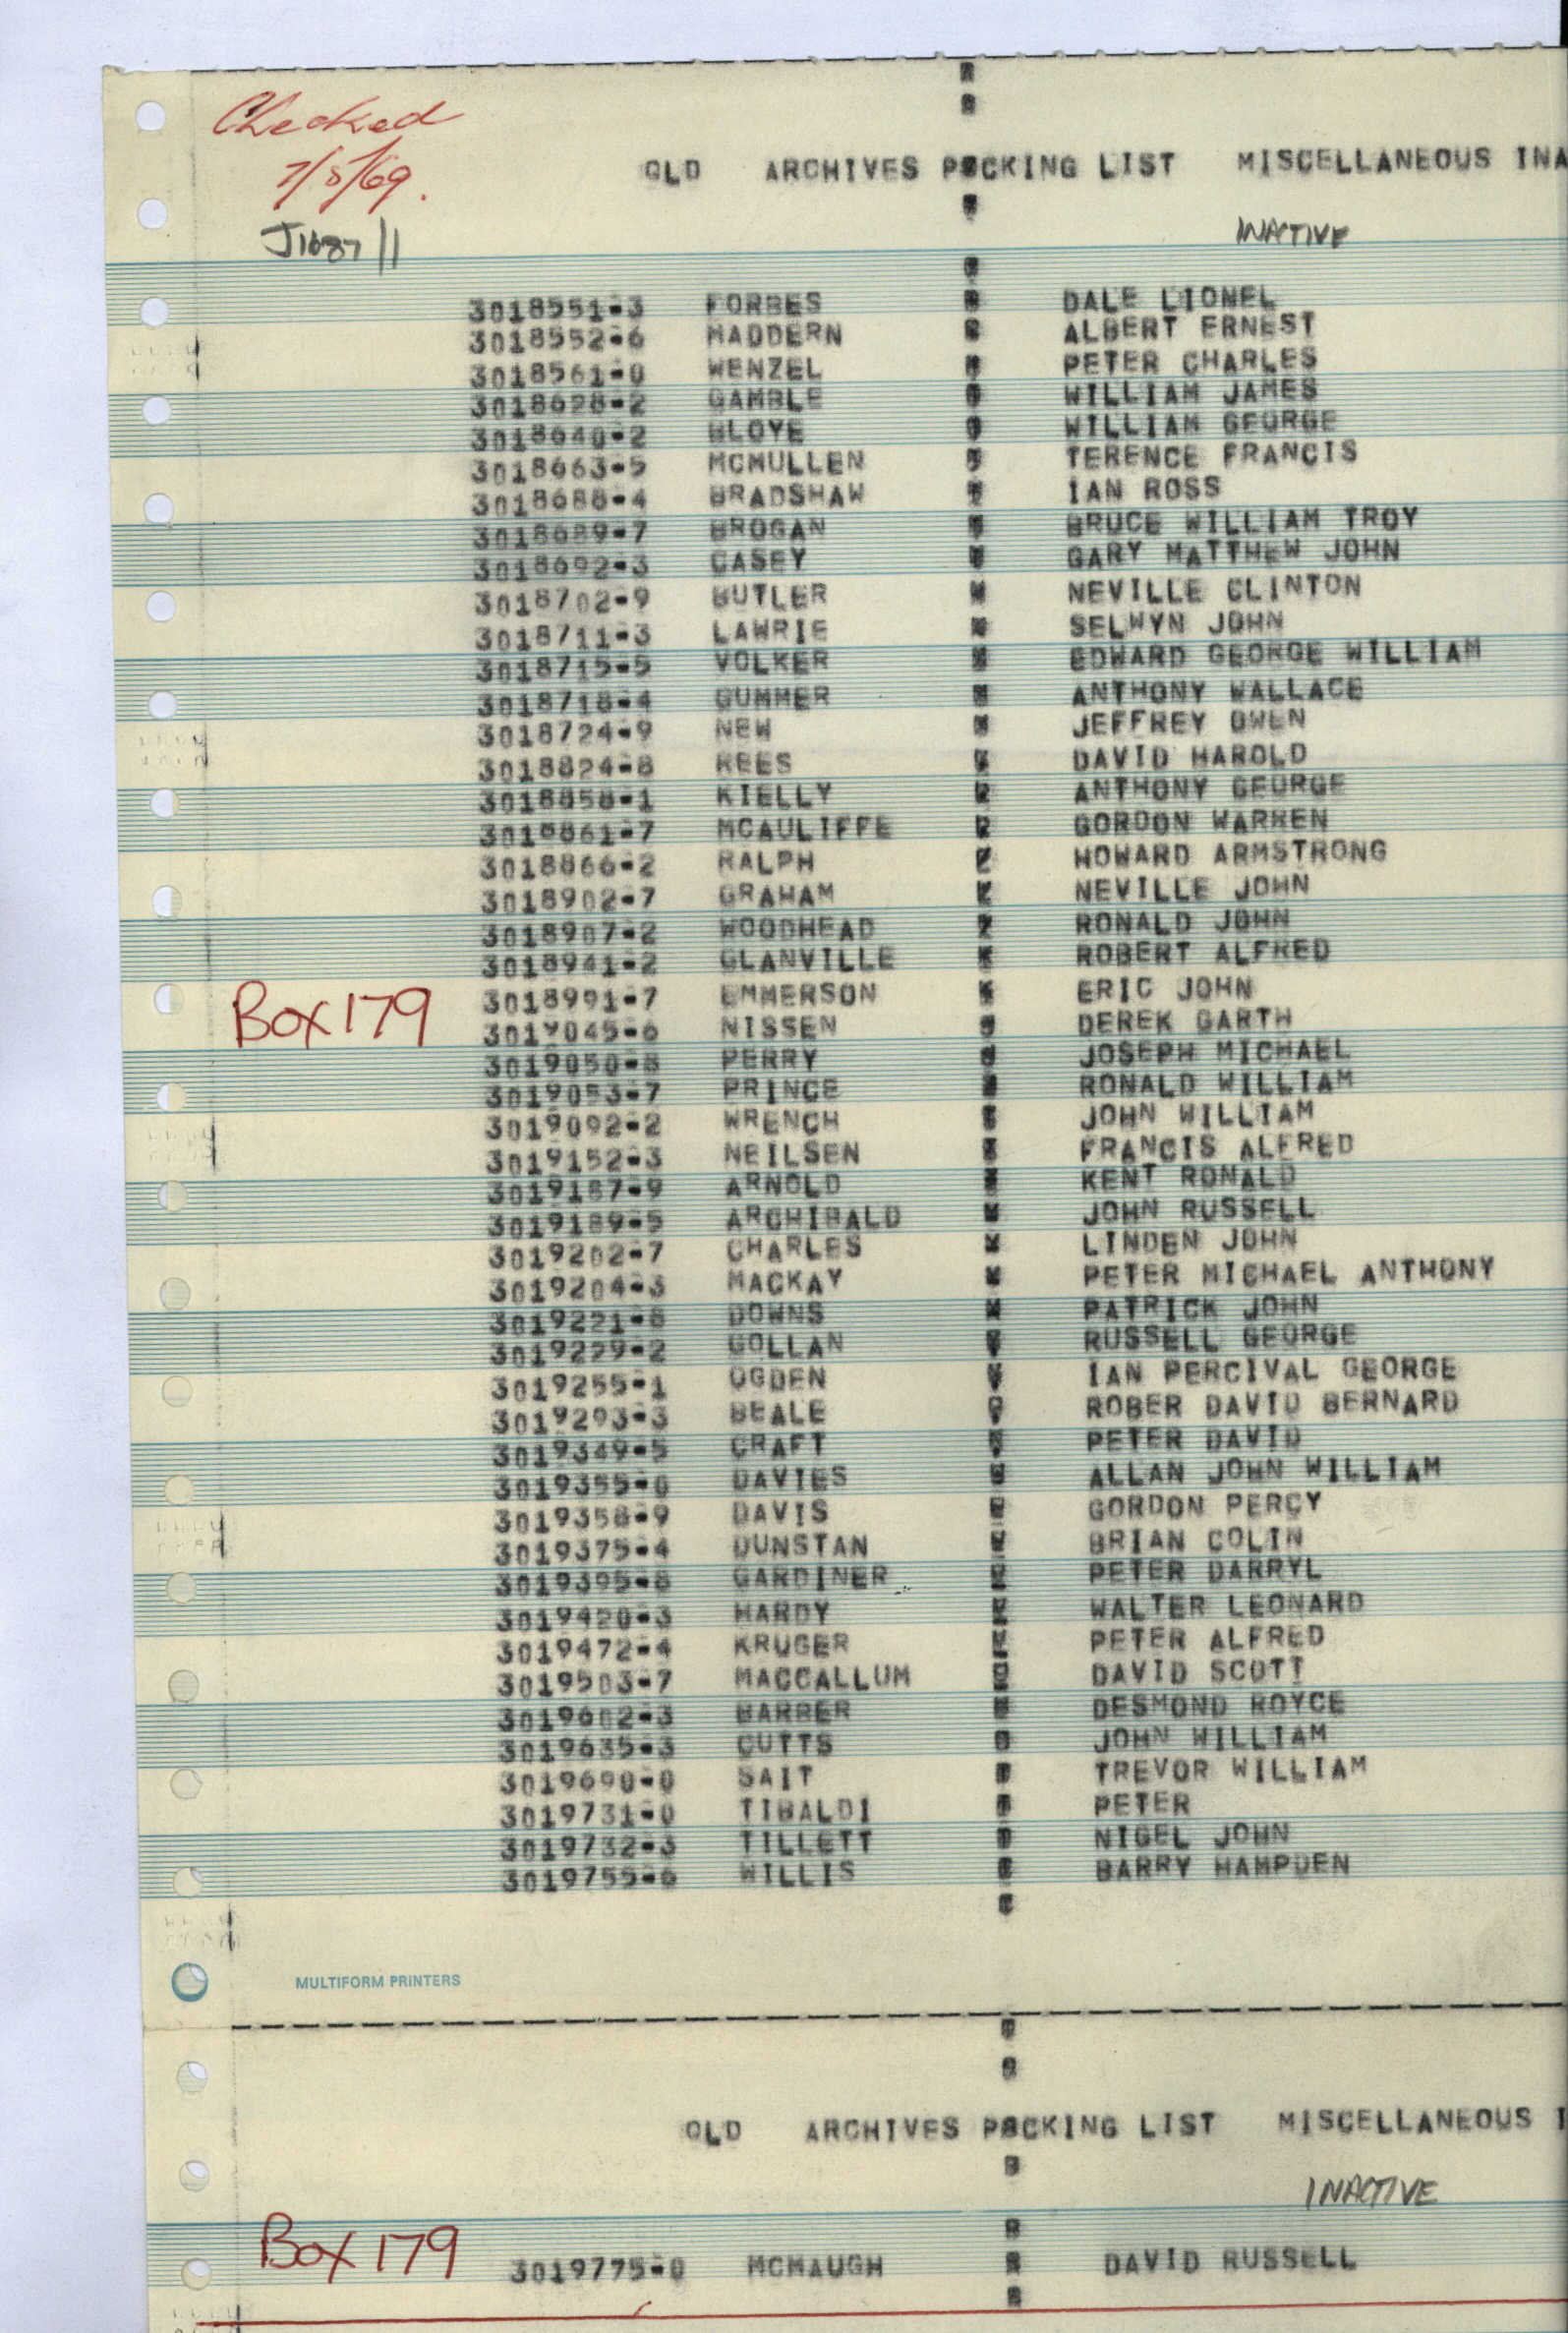 Checked
7/5/69.
QLD ARCHIVES PACKING LIST MISCELLANEOUS INA
J1687/1
INACTIVE
3018551-3 FORBES DALE LIONEL
3018552-6 MADDERN ALBERT ERNEST
3018561-0 WENZEL PETER CHARLES
3018628-2 GAMBLE WILLIAM JAMES
3018640-2 BLOYE WILLIAM GEORGE
3018663-5 MCMULLEN TERENCE FRANCIS
3018688-4 BRADSHAW IAN ROSS
3018689-7 BROGAN BRUCE WILLIAM TROY
3018692-3 CASEY GARY MATTHEW JOHN
3018702-9 BUTLER NEVILLE CLINTON
3018711-3 LAWRIE SELWYN JOHN
3018715-5 VOLKER EDWARD GEORGE WILLIAM
3018718-4 GUMMER ANTHONY WALLACE
3018724-9 NEW JEFFREY OWEN
3018824-8 REES DAVID HAROLD
3018858-1 KIELLY ANTHONY GEORGE
3018861-7 MCAULIFFE GORDON WARREN
3018866-2 RALPH HOWARD ARMSTRONG
3018902-7 GRAHAM NEVILLE JOHN
3018907-2 WOODHEAD RONALD JOHN
3018941-2 GLANVILLE ROBERT ALFRED
Box 179 3018991-7 EMMERSON ERIC JOHN
3019045-6 NISSEN DEREK GARTH
3019050-8 PERRY JOSEPH MICHAEL
3019053-7 PRINCE RONALD WILLIAM
3019092-2 WRENCH JOHN WILLIAM
3019152-3 NEILSEN FRANCIS ALFRED
3019187-9 ARNOLD KENT RONALD
3019189-5 ARCHIBALD JOHN RUSSELL
3019202-7 CHARLES LINDEN JOHN
3019204-3 MACKAY PETER MICHAEL ANTHONY
3019221-8 DOWNS PATRICK JOHN
3019229-2 GOLLAN RUSSELL GEORGE
3019255-1 OGDEN IAN PERCIVAL GEORGE
3019293-3 BEALE ROBER DAVID BERNARD
3019349-5 CRAFT PETER DAVID
3019355-0 DAVIES ALLAN JOHN WILLIAM
3019358-9 DAVIS GORDON PERCY
3019375-4 DUNSTAN BRIAN COLIN
3019395-8 GARDINER PETER DARRYL
3019420-3 HARDY WALTER LEONARD
3019472-4 KRUGER PETER ALFRED
3019503-7 MACCALLUM DAVID SCOTT
3019602-3 BARBER DESMOND ROYCE
3019635-3 CUTTS JOHN WILLIAM
3019690-0 SAIT TREVOR WILLIAM
3019731-0 TIBALDI PETER
3019732-3 TILLETT NIGEL JOHN
3019755-6 WILLIS BARRY HAMPDEN
MULTIFORM PRINTERS
QLD ARCHIVES PACKING LIST MISCELLANEOUS I
INACTIVE
Box 179 3019775-0 MCMAUGH DAVID RUSSELL